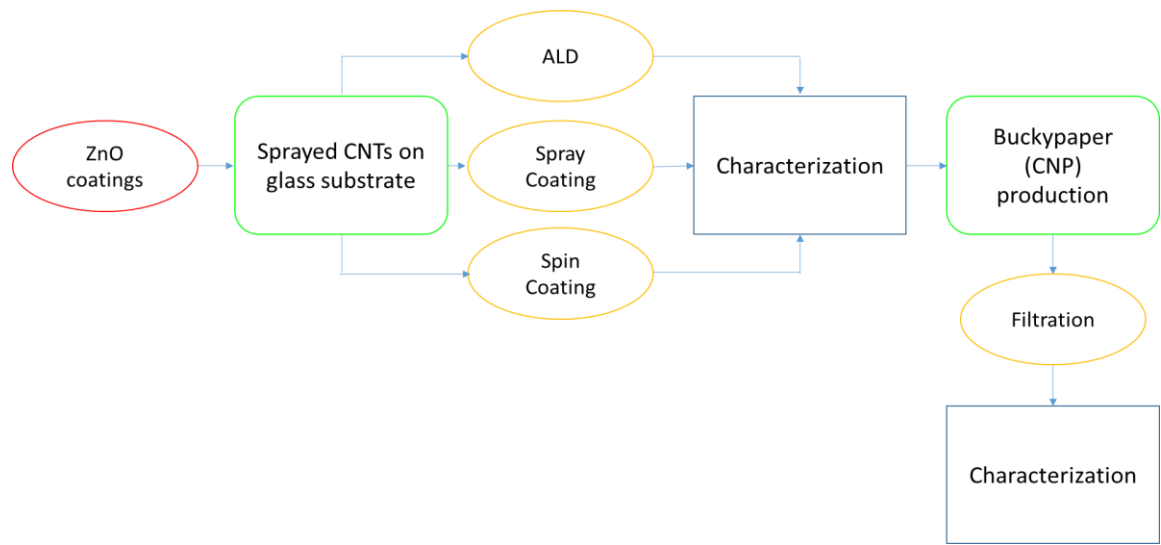 ZnO
coatings
Sprayed CNTs on
glass substrate
ALD
Spray
Coating
Spin
Coating
Characterization
Buckypaper
(CNP)
production
Filtration
Characterization